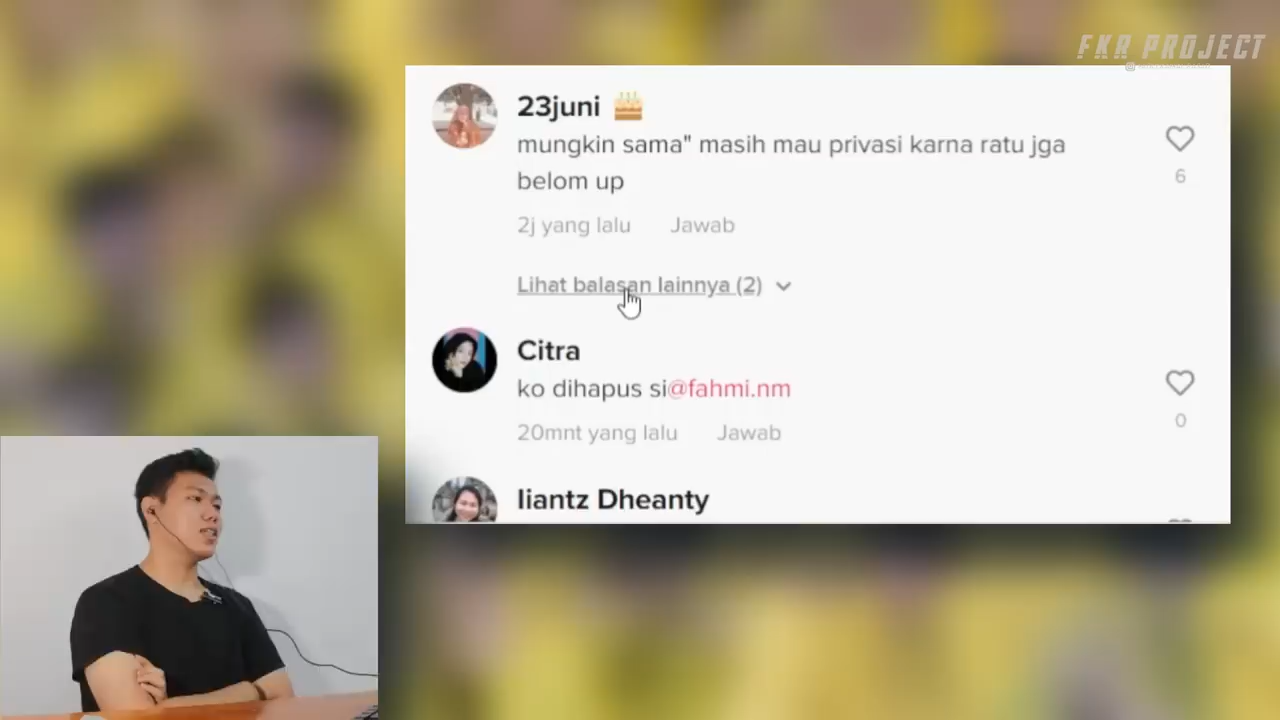 FKR PROJECT
23juni 🎂
mungkin sama" masih mau privasi karna ratu jga
belom up
6
2j yang lalu Jawab
Lihat balasan lainnya (2)
Citra
ko dihapus si@fahmi.nm
0
20mnt yang lalu Jawab
liantz Dheanty